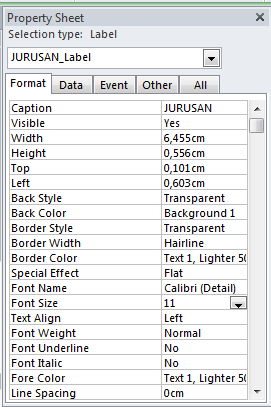 Property Sheet
Selection type: Label
JURUSAN_Label
Format Data Event Other All
Caption JURUSAN
Visible Yes
Width 6,455cm
Height 0,556cm
Top 0,101cm
Left 0,603cm
Back Style Transparent
Back Color Background 1
Border Style Transparent
Border Width Hairline
Border Color Text 1, Lighter 50
Special Effect Flat
Font Name Calibri (Detail)
Font Size 11
Text Align Left
Font Weight Normal
Font Underline No
Font Italic No
Fore Color Text 1, Lighter 50
Line Spacing 0cm